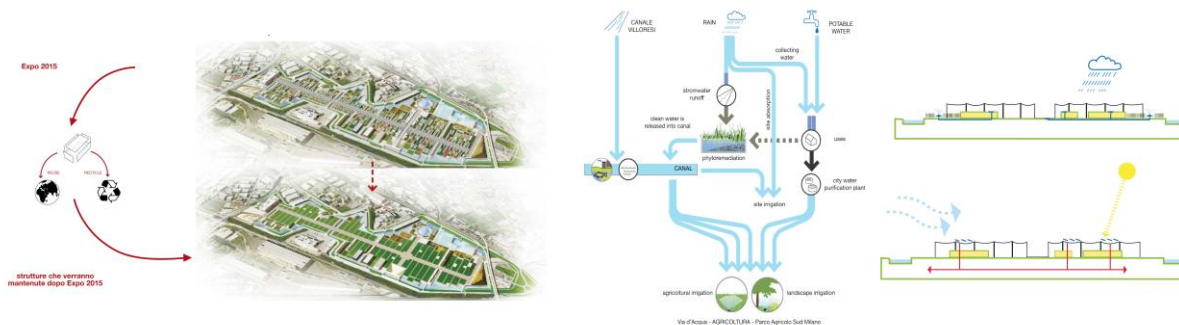 Expo 2015
REUSE
RECYCLE
strutture che verranno
mantenute dopo Expo 2015
CANALE
VILLORESI
RAIN
POTABLE
WATER
collecting
water
stromwater
runoff
site absorption
clean water is
released into canal
phytoremediation
uses
CANAL
city water
purification plant
site irrigation
agricoltural irrigation
landscape irrigation
Via d'Acqua - AGRICOLTURA - Parco Agricolo Sud Milano